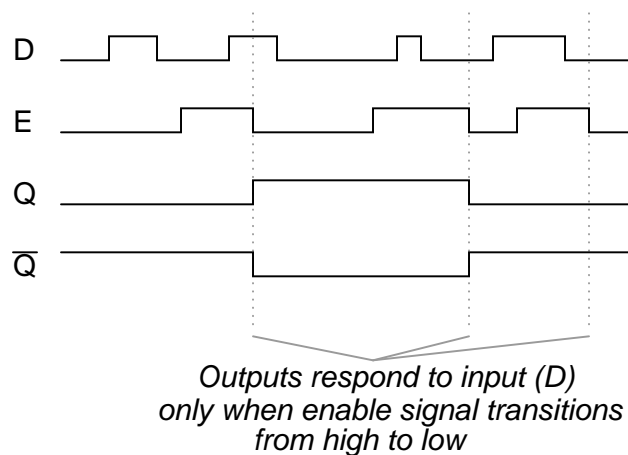 D
E
Q
Q̅
Outputs respond to input (D)
only when enable signal transitions
from high to low